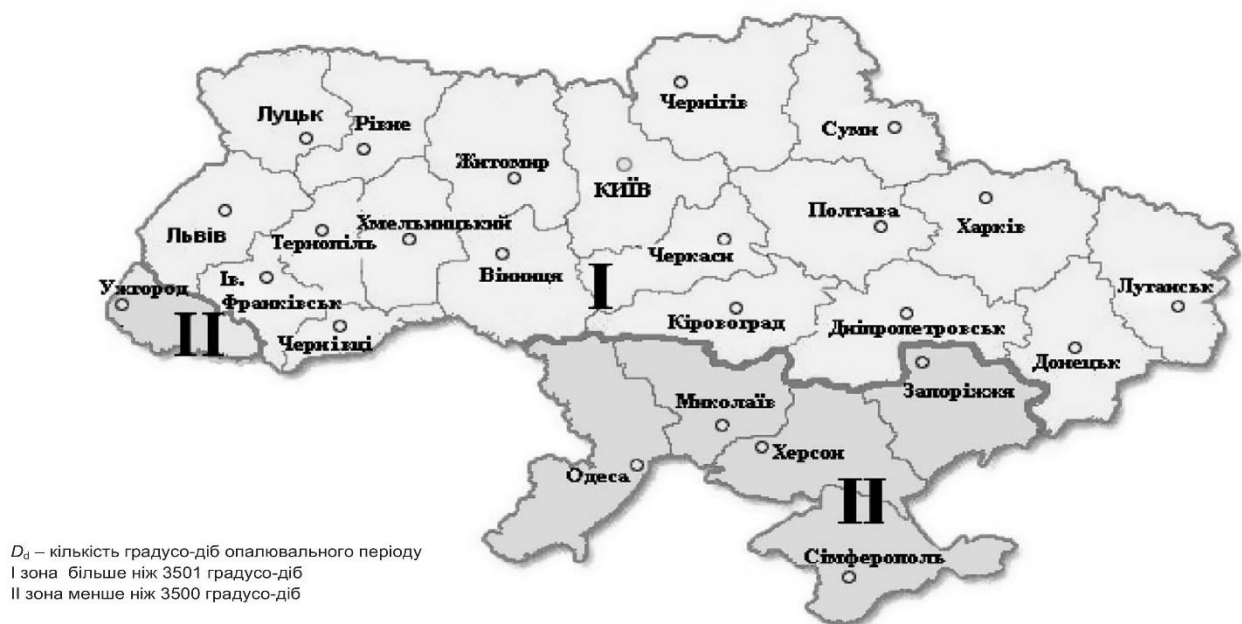 Чернігів
Луцьк
Рівне
Суми
Житомир
КИЇВ
Полтава
Харків
Львів
Тернопіль
Хмельницький
Черкаси
Вінниця
I
Ужгород
Ів.
Франківськ
II
Чернівці
Кіровоград
Дніпропетровськ
Луганськ
Донецьк
Запоріжжя
Миколаїв
Херсон
Одеса
II
Сімферополь
Dd – кількість градусо-діб опалювального періоду
I зона більше ніж 3501 градусо-діб
II зона менше ніж 3500 градусо-діб